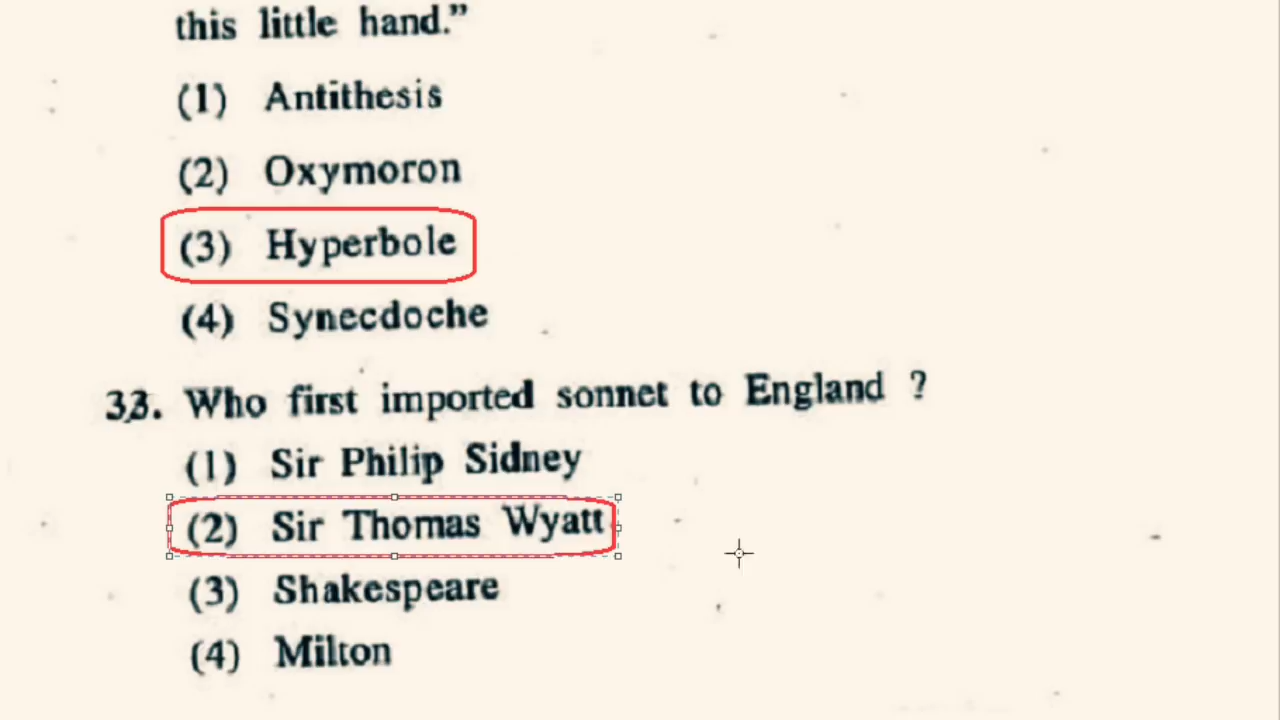 this little hand.”
(1) Antithesis
(2) Oxymoron
(3) Hyperbole
(4) Synecdoche
33. Who first imported sonnet to England ?
(1) Sir Philip Sidney
(2) Sir Thomas Wyatt
(3) Shakespeare
(4) Milton